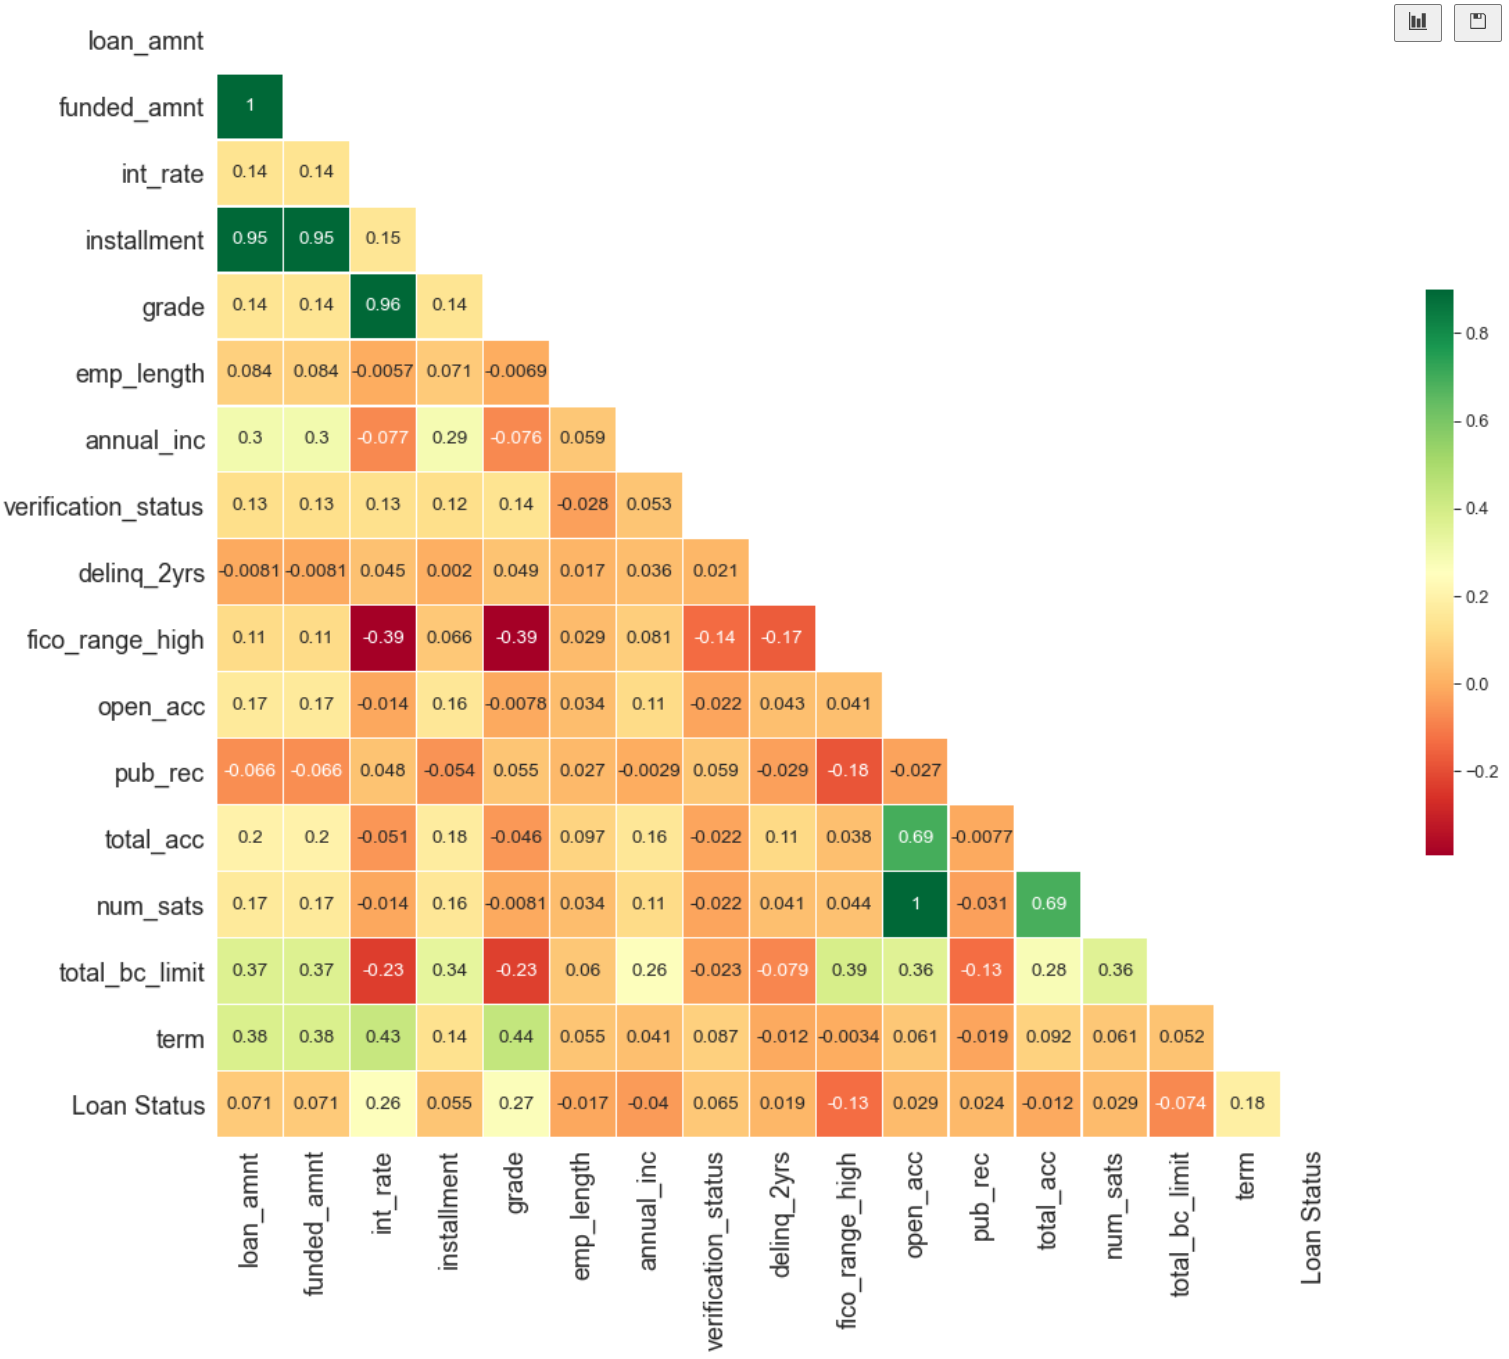 loan_amnt
funded_amnt 1
int_rate 0.14 0.14
installment 0.95 0.95 0.15
grade 0.14 0.14 0.96 0.14
emp_length 0.084 0.084 -0.0057 0.071 -0.0069
annual_inc 0.3 0.3 -0.077 0.29 -0.076 0.059
verification_status 0.13 0.13 0.13 0.12 0.14 -0.028 0.053
delinq_2yrs -0.0081 -0.0081 0.045 0.002 0.049 0.017 0.036 0.021
fico_range_high 0.11 0.11 -0.39 0.066 -0.39 0.029 0.081 -0.14 -0.17
open_acc 0.17 0.17 -0.014 0.16 -0.0078 0.034 0.11 -0.022 0.043 0.041
pub_rec -0.066 -0.066 0.048 -0.054 0.055 0.027 -0.0029 0.059 -0.029 -0.18 -0.027
total_acc 0.2 0.2 -0.051 0.18 -0.046 0.097 0.16 -0.022 0.11 0.038 0.69 -0.0077
num_sats 0.17 0.17 -0.014 0.16 -0.0081 0.034 0.11 -0.022 0.041 0.044 1 -0.031 0.69
total_bc_limit 0.37 0.37 -0.23 0.34 -0.23 0.06 0.26 -0.023 -0.079 0.39 0.36 -0.13 0.28 0.36
term 0.38 0.38 0.43 0.14 0.44 0.055 0.041 0.087 -0.012 -0.0034 0.061 -0.019 0.092 0.061 0.052
Loan Status 0.071 0.071 0.26 0.055 0.27 -0.017 -0.04 0.065 0.019 -0.13 0.029 0.024 -0.012 0.029 -0.074 0.18
loan_amnt
funded_amnt
int_rate
installment
grade
emp_length
annual_inc
verification_status
delinq_2yrs
fico_range_high
open_acc
pub_rec
total_acc
num_sats
total_bc_limit
term
Loan Status
0.8
0.6
0.4
0.2
0.0
−0.2